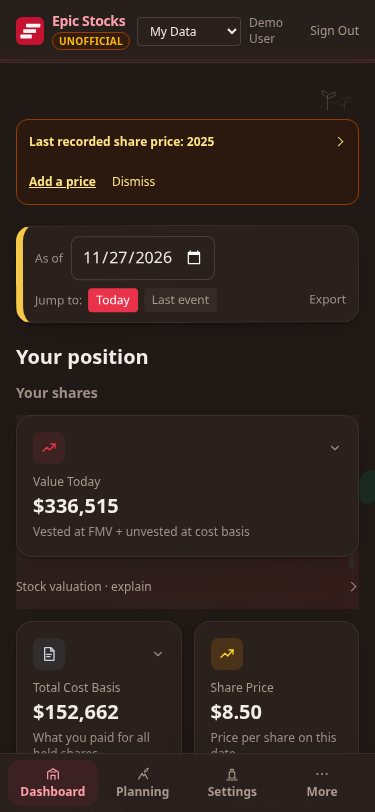 Epic Stocks
UNOFFICIAL
My Data
Demo User
Sign Out
Last recorded share price: 2025
Add a price Dismiss
As of 11/27/2026
Jump to: Today Last event Export
Your position
Your shares
Value Today
$336,515
Vested at FMV + unvested at cost basis
Stock valuation · explain
Total Cost Basis
$152,662
What you paid for all
held shares
Share Price
$8.50
Price per share on this
date
Dashboard Planning Settings More